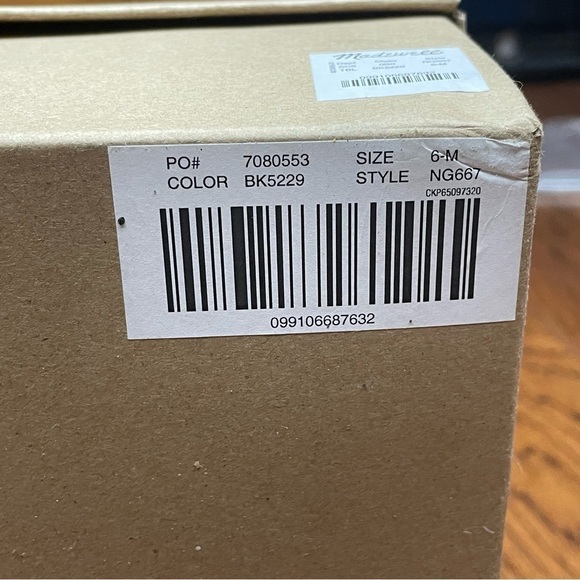 Madewell
PO# 7080553 SIZE 6-M
COLOR BK5229 STYLE NG667
CKP65097320
099106687632